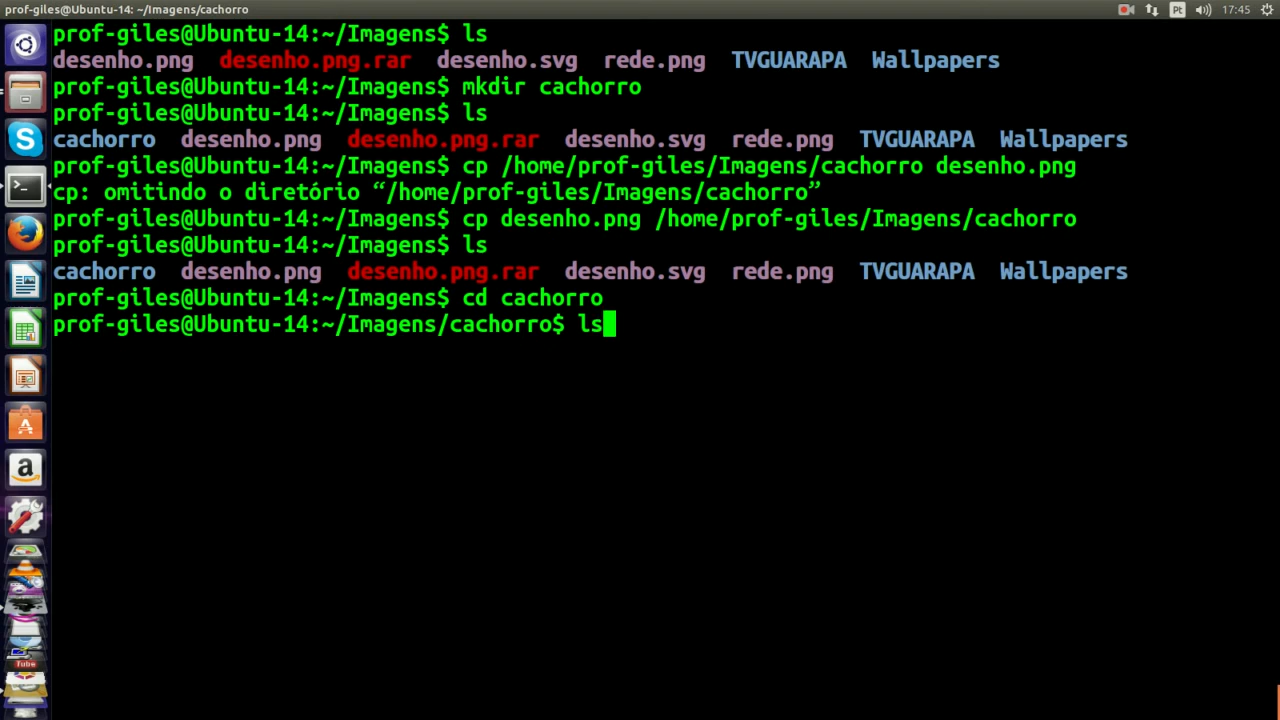 prof-giles@Ubuntu-14: ~/Imagens/cachorro
Pt
17:45
prof-giles@Ubuntu-14:~/Imagens$ ls
desenho.png desenho.png.rar desenho.svg rede.png TVGUARAPA Wallpapers
prof-giles@Ubuntu-14:~/Imagens$ mkdir cachorro
prof-giles@Ubuntu-14:~/Imagens$ ls
cachorro desenho.png desenho.png.rar desenho.svg rede.png TVGUARAPA Wallpapers
prof-giles@Ubuntu-14:~/Imagens$ cp /home/prof-giles/Imagens/cachorro desenho.png
cp: omitindo o diretório “/home/prof-giles/Imagens/cachorro”
prof-giles@Ubuntu-14:~/Imagens$ cp desenho.png /home/prof-giles/Imagens/cachorro
prof-giles@Ubuntu-14:~/Imagens$ ls
cachorro desenho.png desenho.png.rar desenho.svg rede.png TVGUARAPA Wallpapers
prof-giles@Ubuntu-14:~/Imagens$ cd cachorro
prof-giles@Ubuntu-14:~/Imagens/cachorro$ ls
Tube